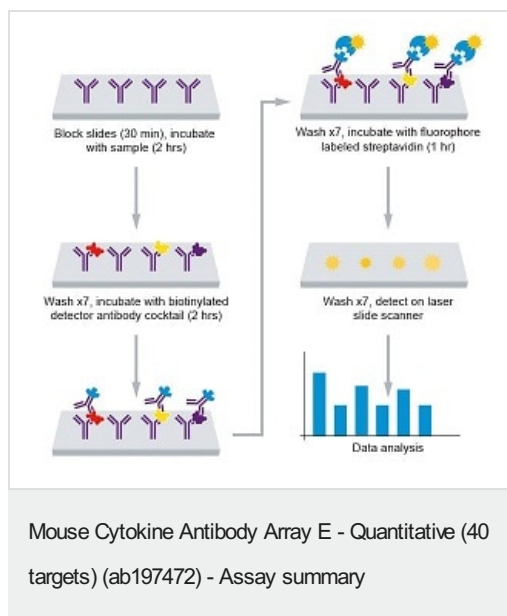 Block slides (30 min), incubate
with sample (2 hrs)
Wash x7, incubate with biotinylated
detector antibody cocktail (2 hrs)
Wash x7, incubate with fluorophore
labeled streptavidin (1 hr)
Wash x7, detect on laser
slide scanner
Data analysis
Mouse Cytokine Antibody Array E - Quantitative (40
targets) (ab197472) - Assay summary